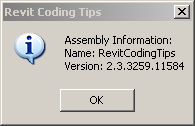 Revit Coding Tips
Assembly Information:
Name: RevitCodingTips
Version: 2.3.3259.11584
OK